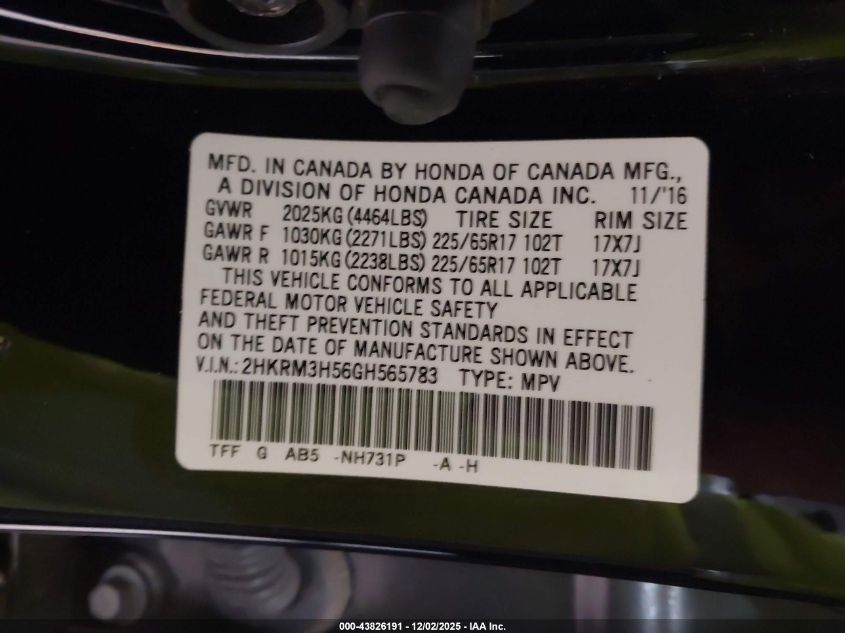 MFD. IN CANADA BY HONDA OF CANADA MFG.,
A DIVISION OF HONDA CANADA INC. 11/'16
GVWR 2025KG (4464LBS) TIRE SIZE RIM SIZE
GAWR F 1030KG (2271LBS) 225/65R17 102T 17X7J
GAWR R 1015KG (2238LBS) 225/65R17 102T 17X7J
THIS VEHICLE CONFORMS TO ALL APPLICABLE
FEDERAL MOTOR VEHICLE SAFETY
AND THEFT PREVENTION STANDARDS IN EFFECT
ON THE DATE OF MANUFACTURE SHOWN ABOVE.
V.I.N.: 2HKRM3H56GH565783 TYPE: MPV
TFF G AB5 -NH731P -A -H
000-43826191 - 12/02/2025 - IAA Inc.